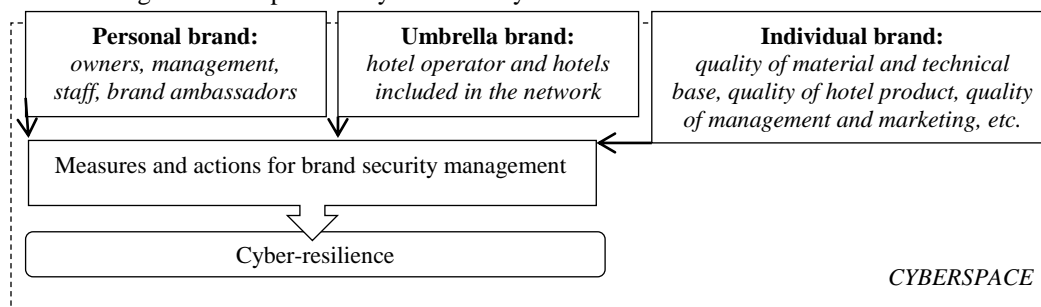 Personal brand:
owners, management,
staff, brand ambassadors
Umbrella brand:
hotel operator and hotels
included in the network
Individual brand:
quality of material and technical
base, quality of hotel product, quality
of management and marketing, etc.
Measures and actions for brand security management
Cyber-resilience
CYBERSPACE